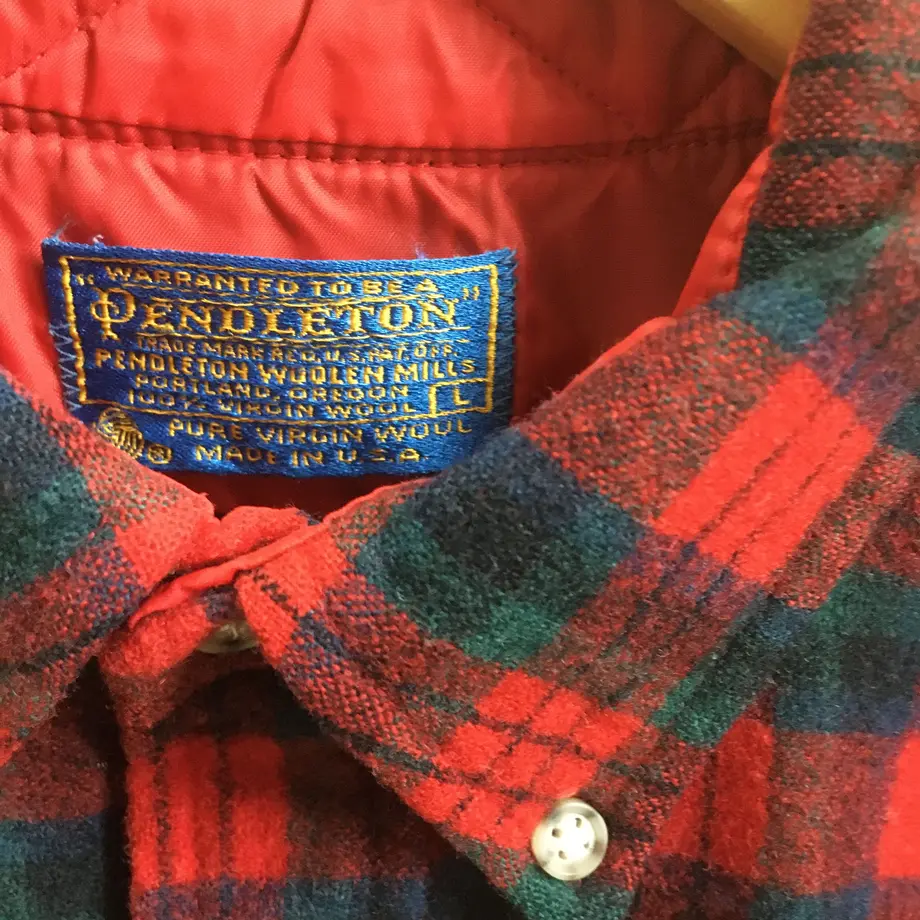 "WARRANTED TO BE A
PENDLETON"
TRADE MARK REG. U.S. PAT. OFF.
PENDLETON WOOLEN MILLS
PORTLAND, OREGON
100% VIRGIN WOOL L
PURE VIRGIN WOOL
® MADE IN U.S.A.